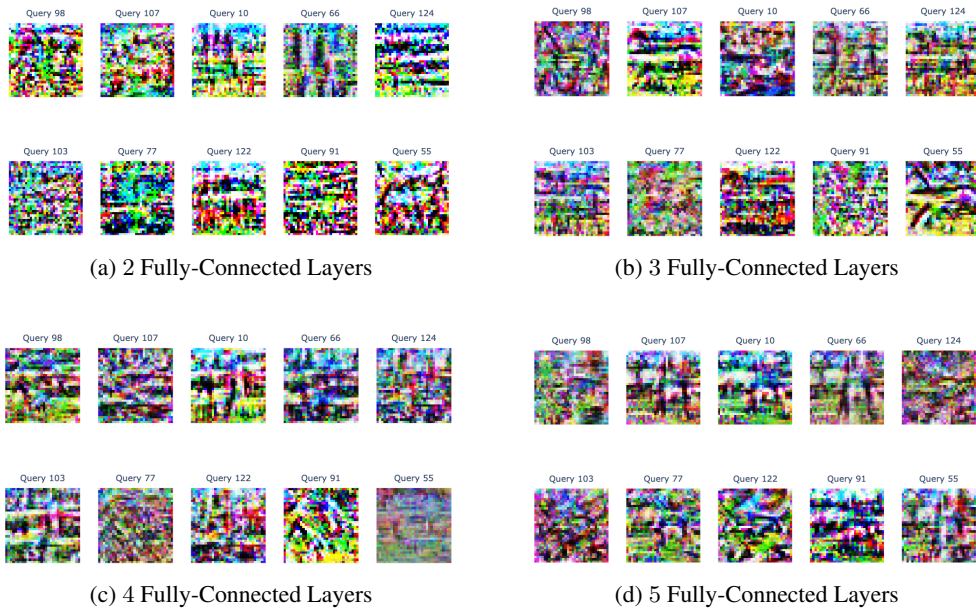 Query 98 Query 107 Query 10 Query 66 Query 124
Query 103 Query 77 Query 122 Query 91 Query 55
(a) 2 Fully-Connected Layers
Query 98 Query 107 Query 10 Query 66 Query 124
Query 103 Query 77 Query 122 Query 91 Query 55
(b) 3 Fully-Connected Layers
Query 98 Query 107 Query 10 Query 66 Query 124
Query 103 Query 77 Query 122 Query 91 Query 55
(c) 4 Fully-Connected Layers
Query 98 Query 107 Query 10 Query 66 Query 124
Query 103 Query 77 Query 122 Query 91 Query 55
(d) 5 Fully-Connected Layers